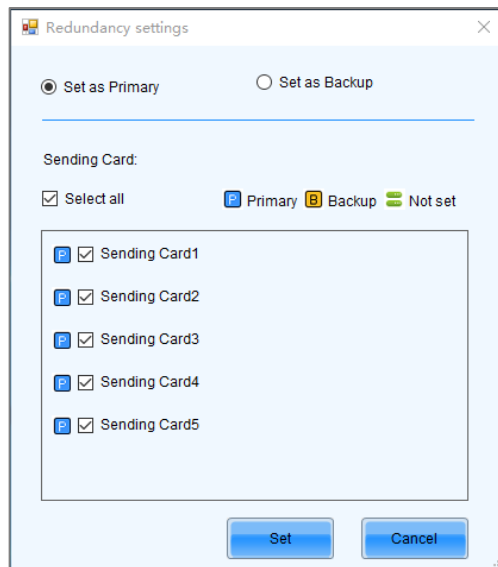 Redundancy settings
Set as Primary Set as Backup
Sending Card:
Select all P Primary B Backup Not set
P Sending Card1
P Sending Card2
P Sending Card3
P Sending Card4
P Sending Card5
Set Cancel